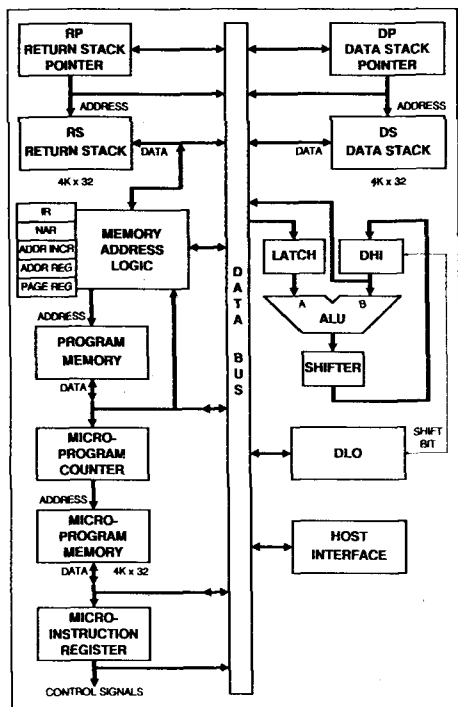 RP
RETURN STACK
POINTER
ADDRESS
RS
RETURN STACK
DATA
4K x 32
IR
NAR
ADDR INCR
ADDR REG
PAGE REG
MEMORY
ADDRESS
LOGIC
ADDRESS
PROGRAM
MEMORY
DATA
MICRO-
PROGRAM
COUNTER
ADDRESS
MICRO-
PROGRAM
MEMORY
DATA
4K x 32
MICRO-
INSTRUCTION
REGISTER
CONTROL SIGNALS
DATA BUS
DP
DATA STACK
POINTER
ADDRESS
DS
DATA STACK
DATA
4K x 32
LATCH
DHI
A
B
ALU
SHIFTER
SHIFT
BIT
DLO
HOST
INTERFACE